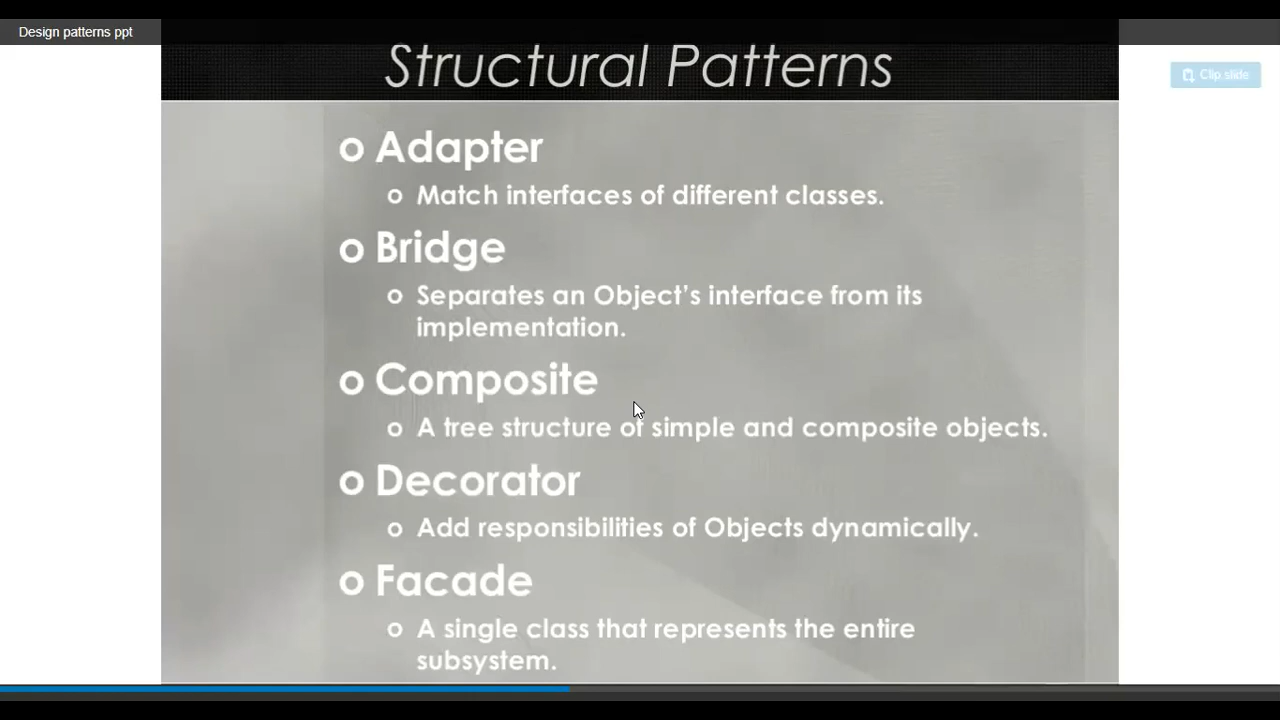 Design patterns ppt
Structural Patterns
Clip slide
o Adapter
o Match interfaces of different classes.
o Bridge
o Separates an Object's interface from its
implementation.
o Composite
o A tree structure of simple and composite objects.
o Decorator
o Add responsibilities of Objects dynamically.
o Facade
o A single class that represents the entire
subsystem.